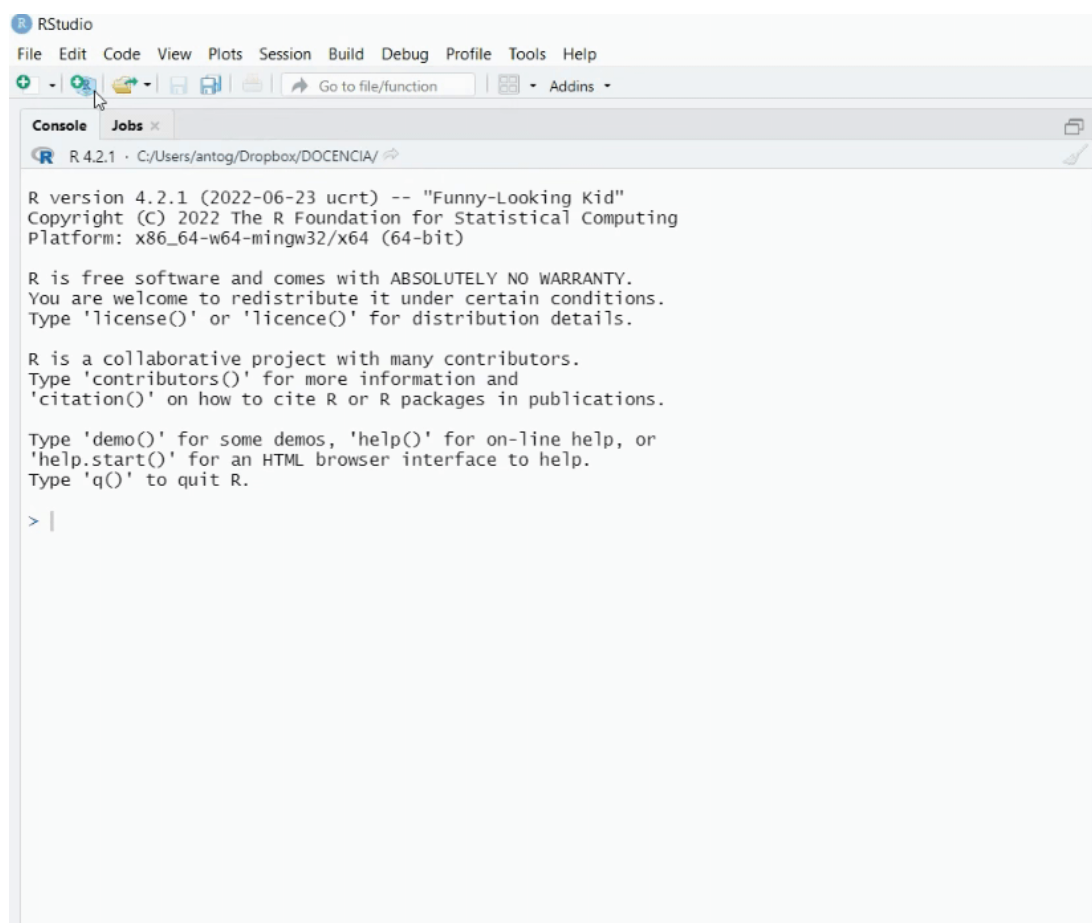 RStudio
File Edit Code View Plots Session Build Debug Profile Tools Help
Go to file/function Addins
Console Jobs
R 4.2.1 · C:/Users/antog/Dropbox/DOCENCIA/
R version 4.2.1 (2022-06-23 ucrt) -- "Funny-Looking Kid"
Copyright (C) 2022 The R Foundation for Statistical Computing
Platform: x86_64-w64-mingw32/x64 (64-bit)
R is free software and comes with ABSOLUTELY NO WARRANTY.
You are welcome to redistribute it under certain conditions.
Type 'license()' or 'licence()' for distribution details.
R is a collaborative project with many contributors.
Type 'contributors()' for more information and
'citation()' on how to cite R or R packages in publications.
Type 'demo()' for some demos, 'help()' for on-line help, or
'help.start()' for an HTML browser interface to help.
Type 'q()' to quit R.
>